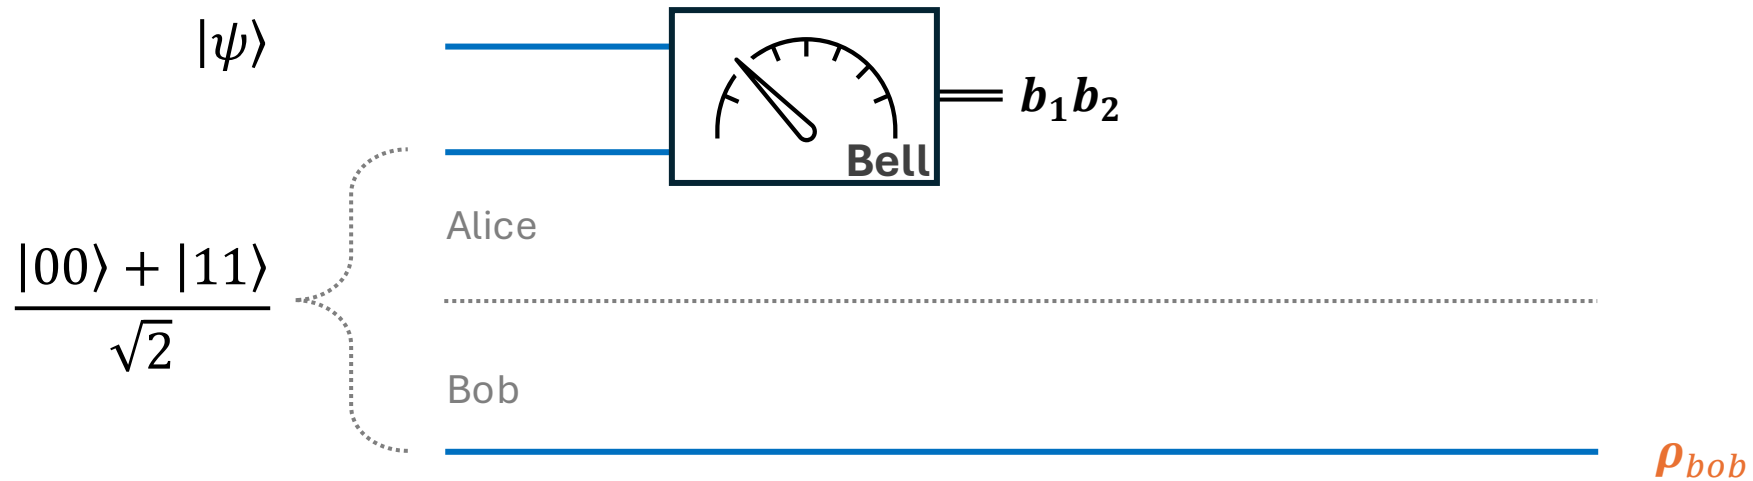 |ψ⟩
b₁b₂
Bell
Alice
|00⟩ + |11⟩
√2
Bob
ρ_bob